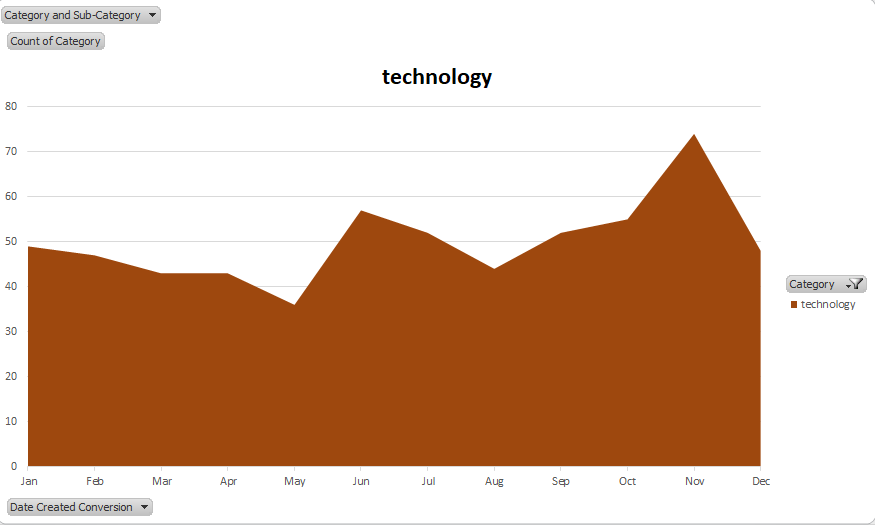 Category and Sub-Category
Count of Category
technology
80
70
60
50
40
30
20
10
0
Jan Feb Mar Apr May Jun Jul Aug Sep Oct Nov Dec
Category
technology
Date Created Conversion